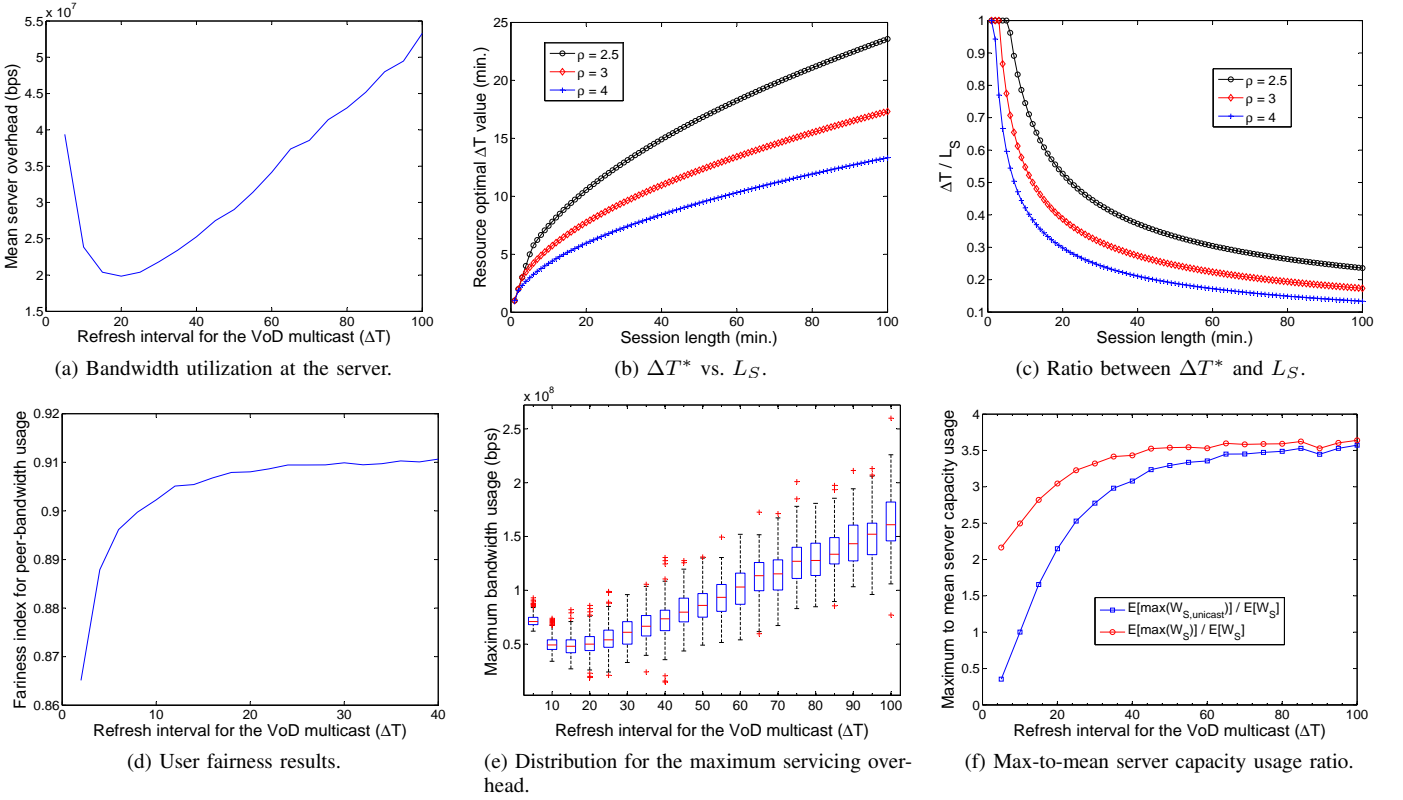 x 10⁷
5.5
5
4.5
4
3.5
3
2.5
2
1.5
0 20 40 60 80 100
Mean server overhead (bps)
Refresh interval for the VoD multicast (ΔT)
(a) Bandwidth utilization at the server.
25
20
15
10
5
0
0 20 40 60 80 100
Resource optimal ΔT value (min.)
Session length (min.)
ρ = 2.5
ρ = 3
ρ = 4
(b) ΔT* vs. L_S.
1
0.9
0.8
0.7
0.6
0.5
0.4
0.3
0.2
0.1
0 20 40 60 80 100
ΔT / L_S
Session length (min.)
ρ = 2.5
ρ = 3
ρ = 4
(c) Ratio between ΔT* and L_S.
0.92
0.91
0.9
0.89
0.88
0.87
0.86
0 10 20 30 40
Fariness index for peer-bandwidth usage
Refresh interval for the VoD multicast (ΔT)
(d) User fairness results.
x 10⁸
2.5
1.5
0.5
10 20 30 40 50 60 70 80 90 100
Maximum bandwidth usage (bps)
Refresh interval for the VoD multicast (ΔT)
(e) Distribution for the maximum servicing over-
head.
4
3.5
3
2.5
2
1.5
1
0.5
0
0 20 40 60 80 100
Maximum to mean server capacity usage
Refresh interval for the VoD multicast (ΔT)
E[max(W_S,unicast)] / E[W_S]
E[max(W_S)] / E[W_S]
(f) Max-to-mean server capacity usage ratio.